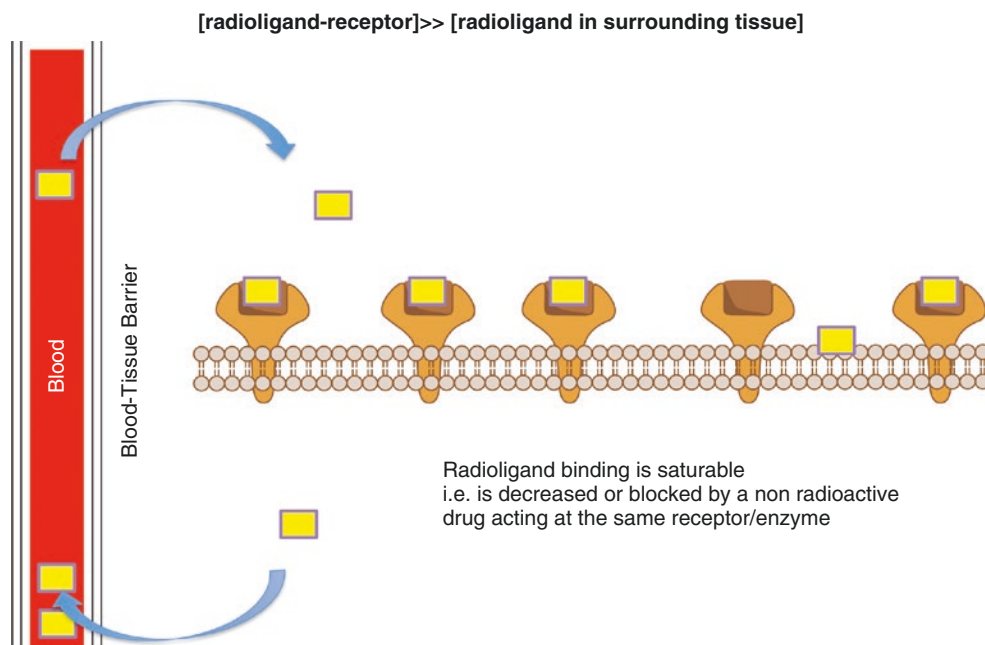 [radioligand-receptor]>> [radioligand in surrounding tissue]
Blood
Blood-Tissue Barrier
Radioligand binding is saturable
i.e. is decreased or blocked by a non radioactive
drug acting at the same receptor/enzyme